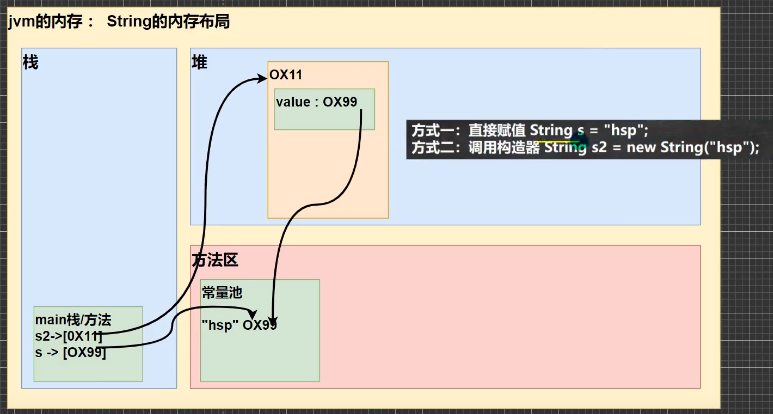 jvm的内存： String的内存布局
栈
堆
OX11
value : OX99
方式一：直接赋值 String s = "hsp";
方式二：调用构造器 String s2 = new String("hsp");
方法区
常量池
"hsp" OX99
main栈/方法
s2->[0X11]
s -> [OX99]